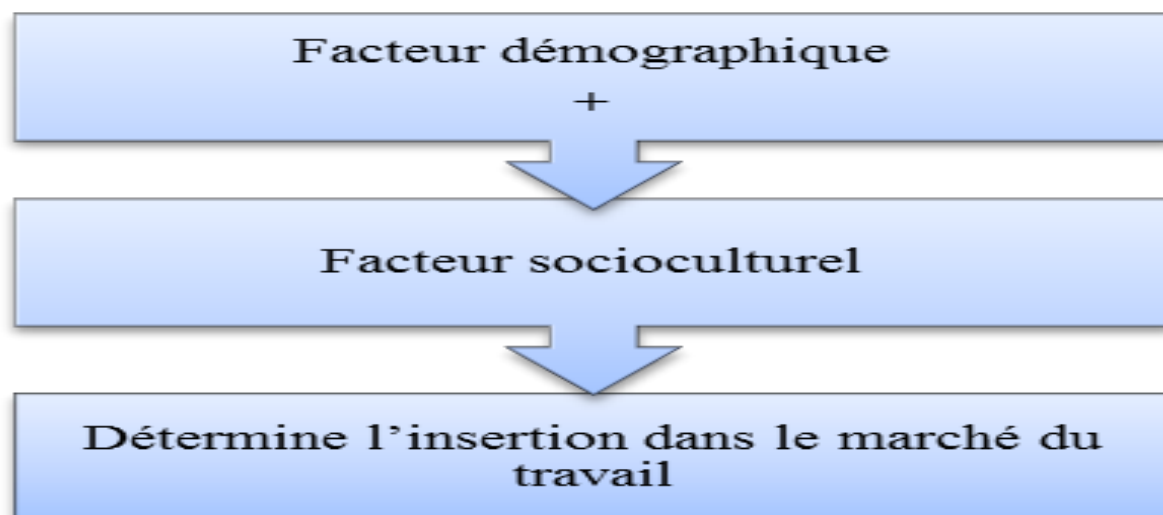 Facteur démographique
+
Facteur socioculturel
Détermine l’insertion dans le marché du
travail